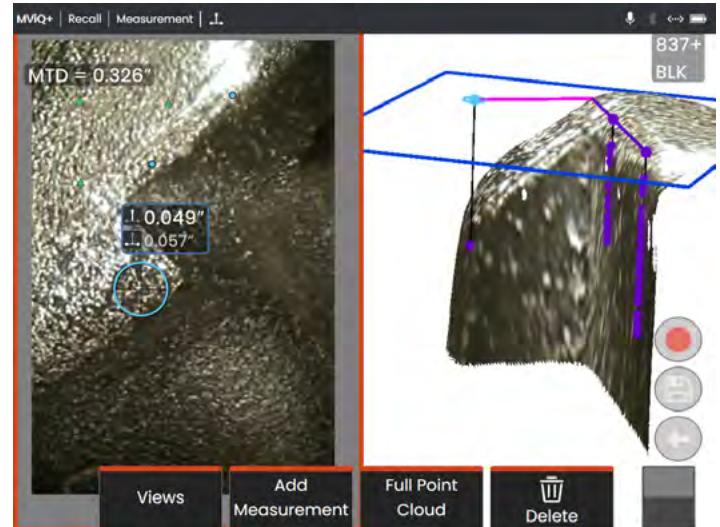 MViQ+ | Recall | Measurement |
MTD = 0.326"
0.049"
0.057"
837+
BLK
Views
Add
Measurement
Full Point
Cloud
Delete